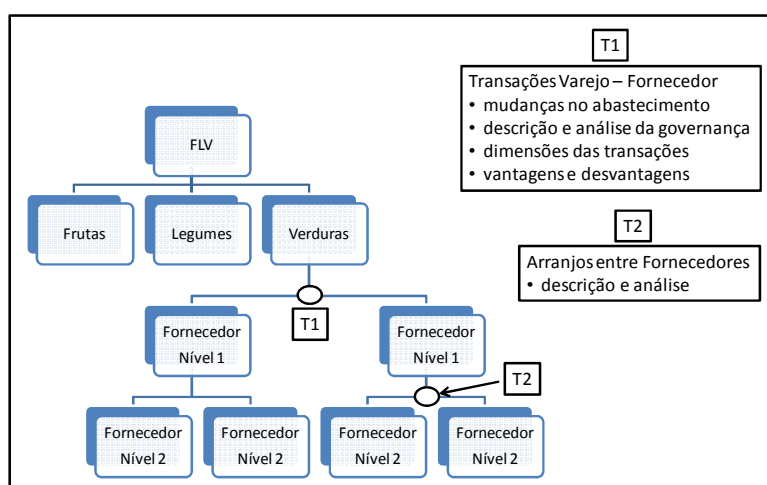 T1
Transações Varejo – Fornecedor
• mudanças no abastecimento
• descrição e análise da governança
• dimensões das transações
• vantagens e desvantagens
FLV
Frutas
Legumes
Verduras
T2
Arranjos entre Fornecedores
• descrição e análise
T1
Fornecedor
Nível 1
Fornecedor
Nível 1
T2
Fornecedor
Nível 2
Fornecedor
Nível 2
Fornecedor
Nível 2
Fornecedor
Nível 2